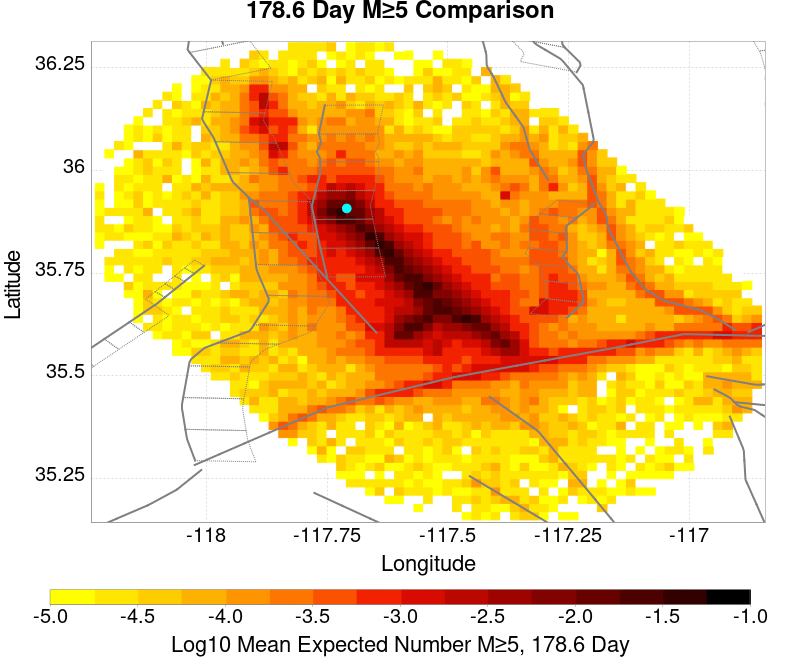 178.6 Day M≥5 Comparison
36.25
36
35.75
35.5
35.25
Latitude
-118 -117.75 -117.5 -117.25 -117
Longitude
-5.0 -4.5 -4.0 -3.5 -3.0 -2.5 -2.0 -1.5 -1.0
Log10 Mean Expected Number M≥5, 178.6 Day